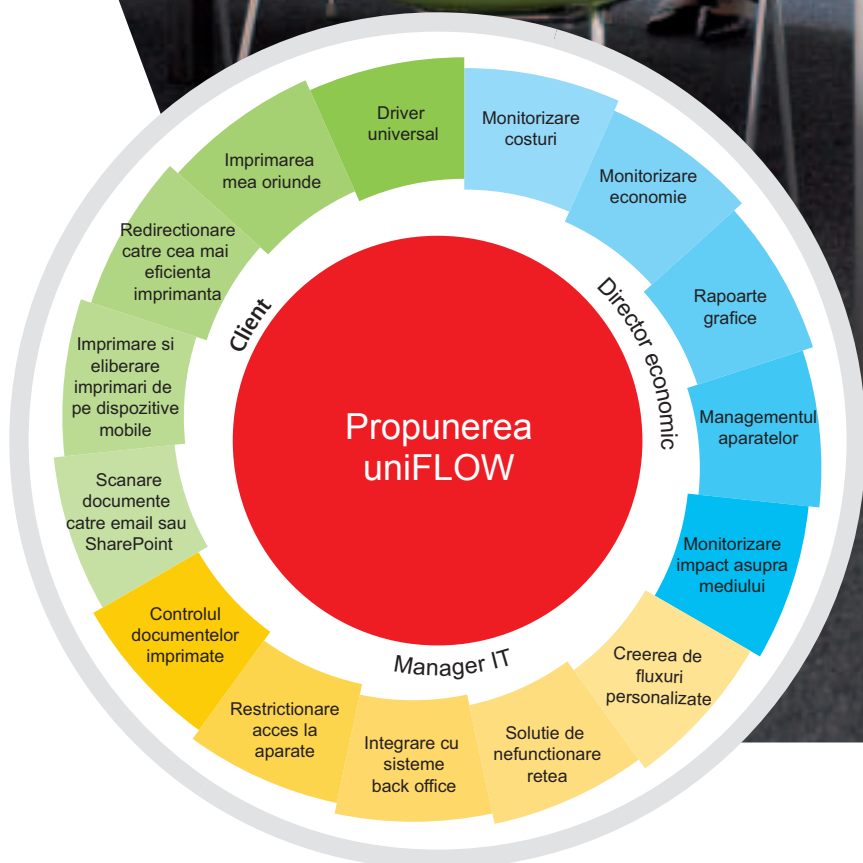 Propunerea
uniFLOW
Client
Driver
universal
Imprimarea
mea oriunde
Redirectionare
catre cea mai
eficienta
imprimanta
Imprimare si
eliberare
imprimari de
pe dispozitive
mobile
Scanare
documente
catre email sau
SharePoint
Director economic
Monitorizare
costuri
Monitorizare
economie
Rapoarte
grafice
Managementul
aparatelor
Monitorizare
impact asupra
mediului
Manager IT
Creerea de
fluxuri
personalizate
Solutie de
nefunctionare
retea
Integrare cu
sisteme
back office
Restrictionare
acces la
aparate
Controlul
documentelor
imprimate